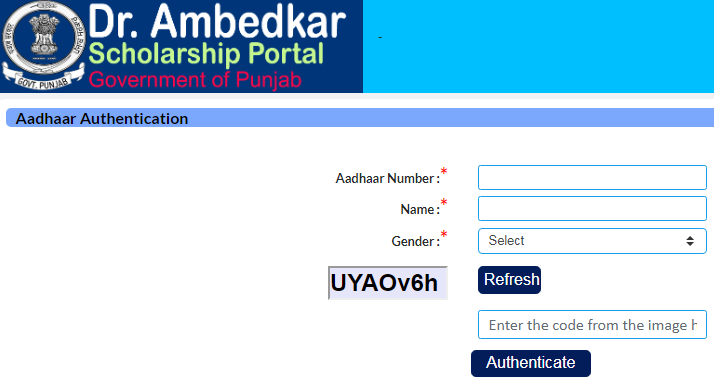 Dr. Ambedkar
Scholarship Portal
Government of Punjab
GOVT. PUNJAB
-
Aadhaar Authentication
Aadhaar Number :*
Name :*
Gender :* Select
UYAOv6h Refresh
Enter the code from the image h
Authenticate